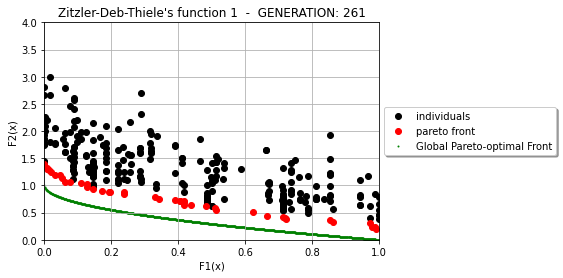 Zitzler-Deb-Thiele's function 1 - GENERATION: 261
4.0
3.5
3.0
2.5
2.0
1.5
1.0
0.5
0.0
F2(x)
0.0 0.2 0.4 0.6 0.8 1.0
F1(x)
individuals
pareto front
Global Pareto-optimal Front